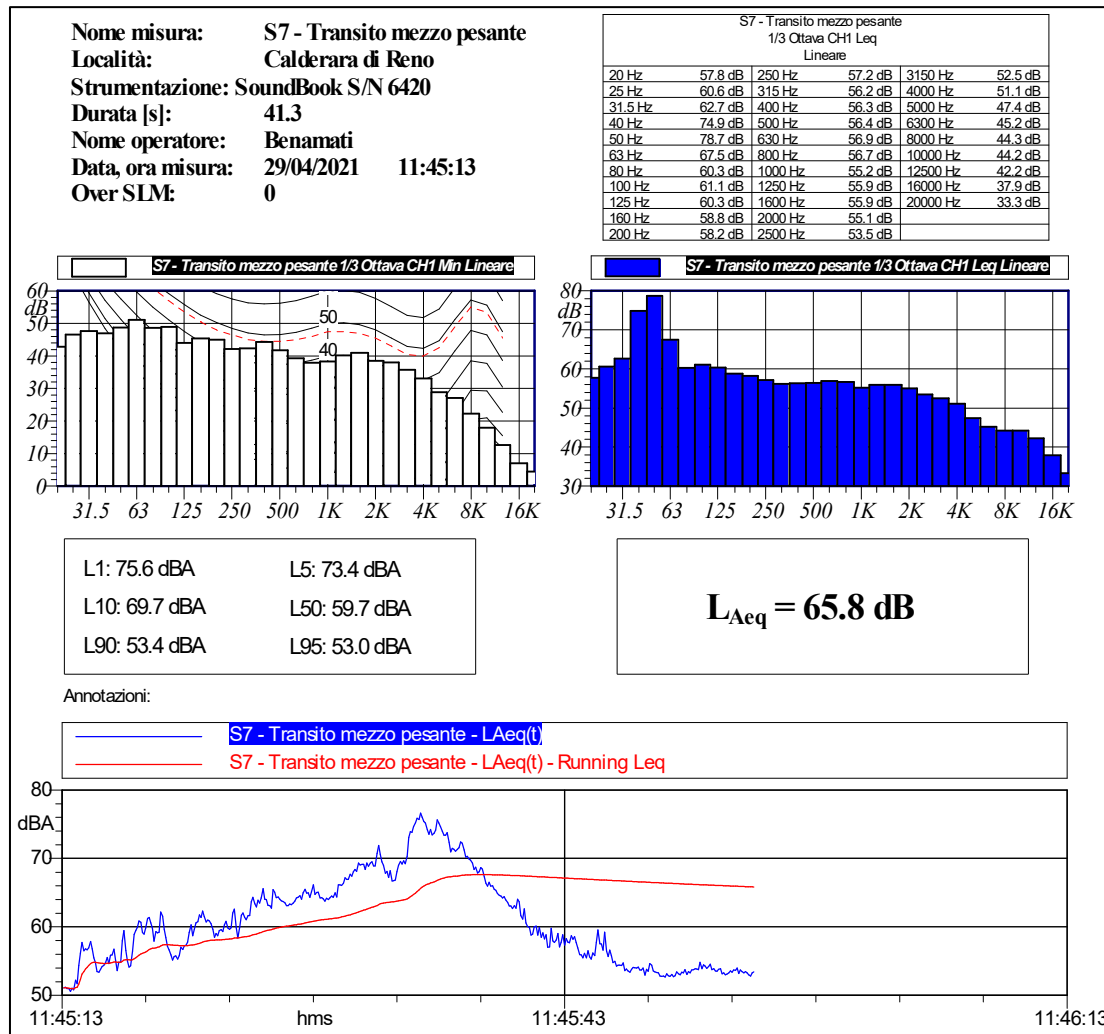 Nome misura: S7 - Transito mezzo pesante
Località: Calderara di Reno
Strumentazione: SoundBook S/N 6420
Durata [s]: 41.3
Nome operatore: Benamati
Data, ora misura: 29/04/2021 11:45:13
Over SLM: 0
S7 - Transito mezzo pesante
1/3 Ottava CH1 Leq
Lineare
20 Hz 57.8 dB 250 Hz 57.2 dB 3150 Hz 52.5 dB
25 Hz 60.6 dB 315 Hz 56.2 dB 4000 Hz 51.1 dB
31.5 Hz 62.7 dB 400 Hz 56.3 dB 5000 Hz 47.4 dB
40 Hz 74.9 dB 500 Hz 56.4 dB 6300 Hz 45.2 dB
50 Hz 78.7 dB 630 Hz 56.9 dB 8000 Hz 44.3 dB
63 Hz 67.5 dB 800 Hz 56.7 dB 10000 Hz 44.2 dB
80 Hz 60.3 dB 1000 Hz 55.2 dB 12500 Hz 42.2 dB
100 Hz 61.1 dB 1250 Hz 55.9 dB 16000 Hz 37.9 dB
125 Hz 60.3 dB 1600 Hz 55.9 dB 20000 Hz 33.3 dB
160 Hz 58.8 dB 2000 Hz 55.1 dB
200 Hz 58.2 dB 2500 Hz 53.5 dB
S7 - Transito mezzo pesante 1/3 Ottava CH1 Min Lineare
60
dB
50
40
30
20
10
0
50
40
31.5 63 125 250 500 1K 2K 4K 8K 16K
S7 - Transito mezzo pesante 1/3 Ottava CH1 Leq Lineare
80
dB
70
60
50
40
30
31.5 63 125 250 500 1K 2K 4K 8K 16K
L1: 75.6 dBA L5: 73.4 dBA
L10: 69.7 dBA L50: 59.7 dBA
L90: 53.4 dBA L95: 53.0 dBA
LAeq = 65.8 dB
Annotazioni:
S7 - Transito mezzo pesante - LAeq(t)
S7 - Transito mezzo pesante - LAeq(t) - Running Leq
80
dBA
70
60
50
11:45:13 hms 11:45:43 11:46:13